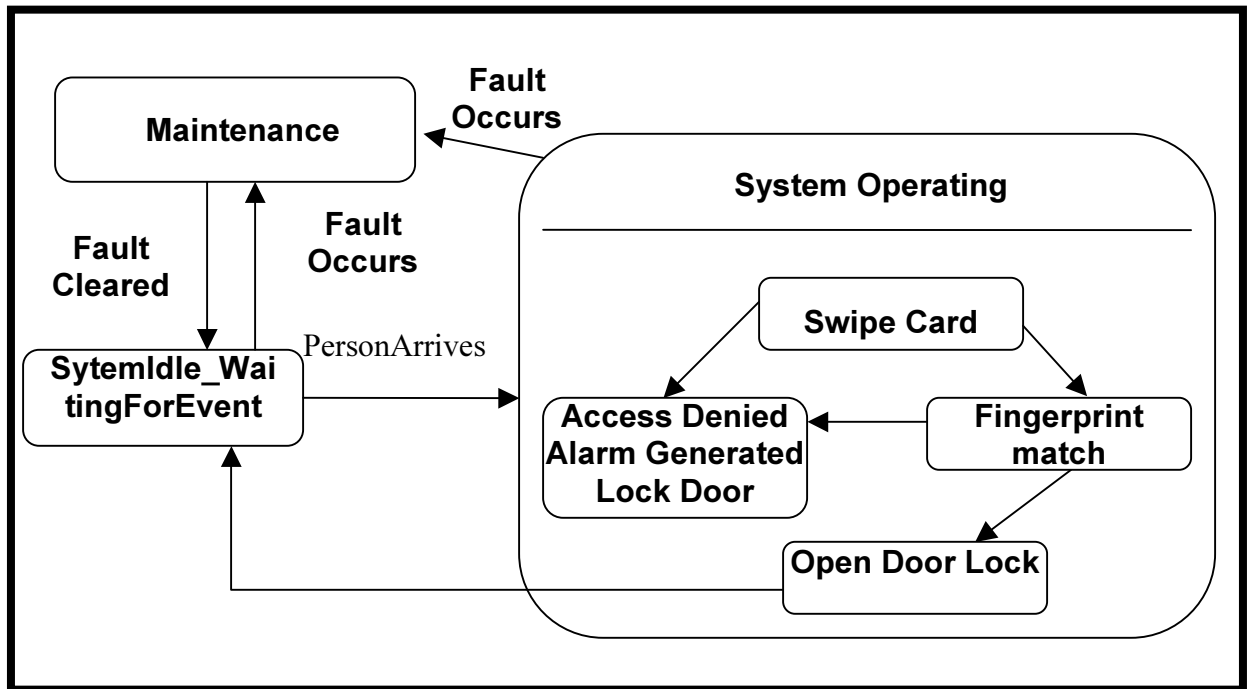 Fault
Occurs
Maintenance
System Operating
Fault
Occurs
Fault
Cleared
Swipe Card
PersonArrives
SytemIdle_Wai
tingForEvent
Access Denied
Alarm Generated
Lock Door
Fingerprint
match
Open Door Lock